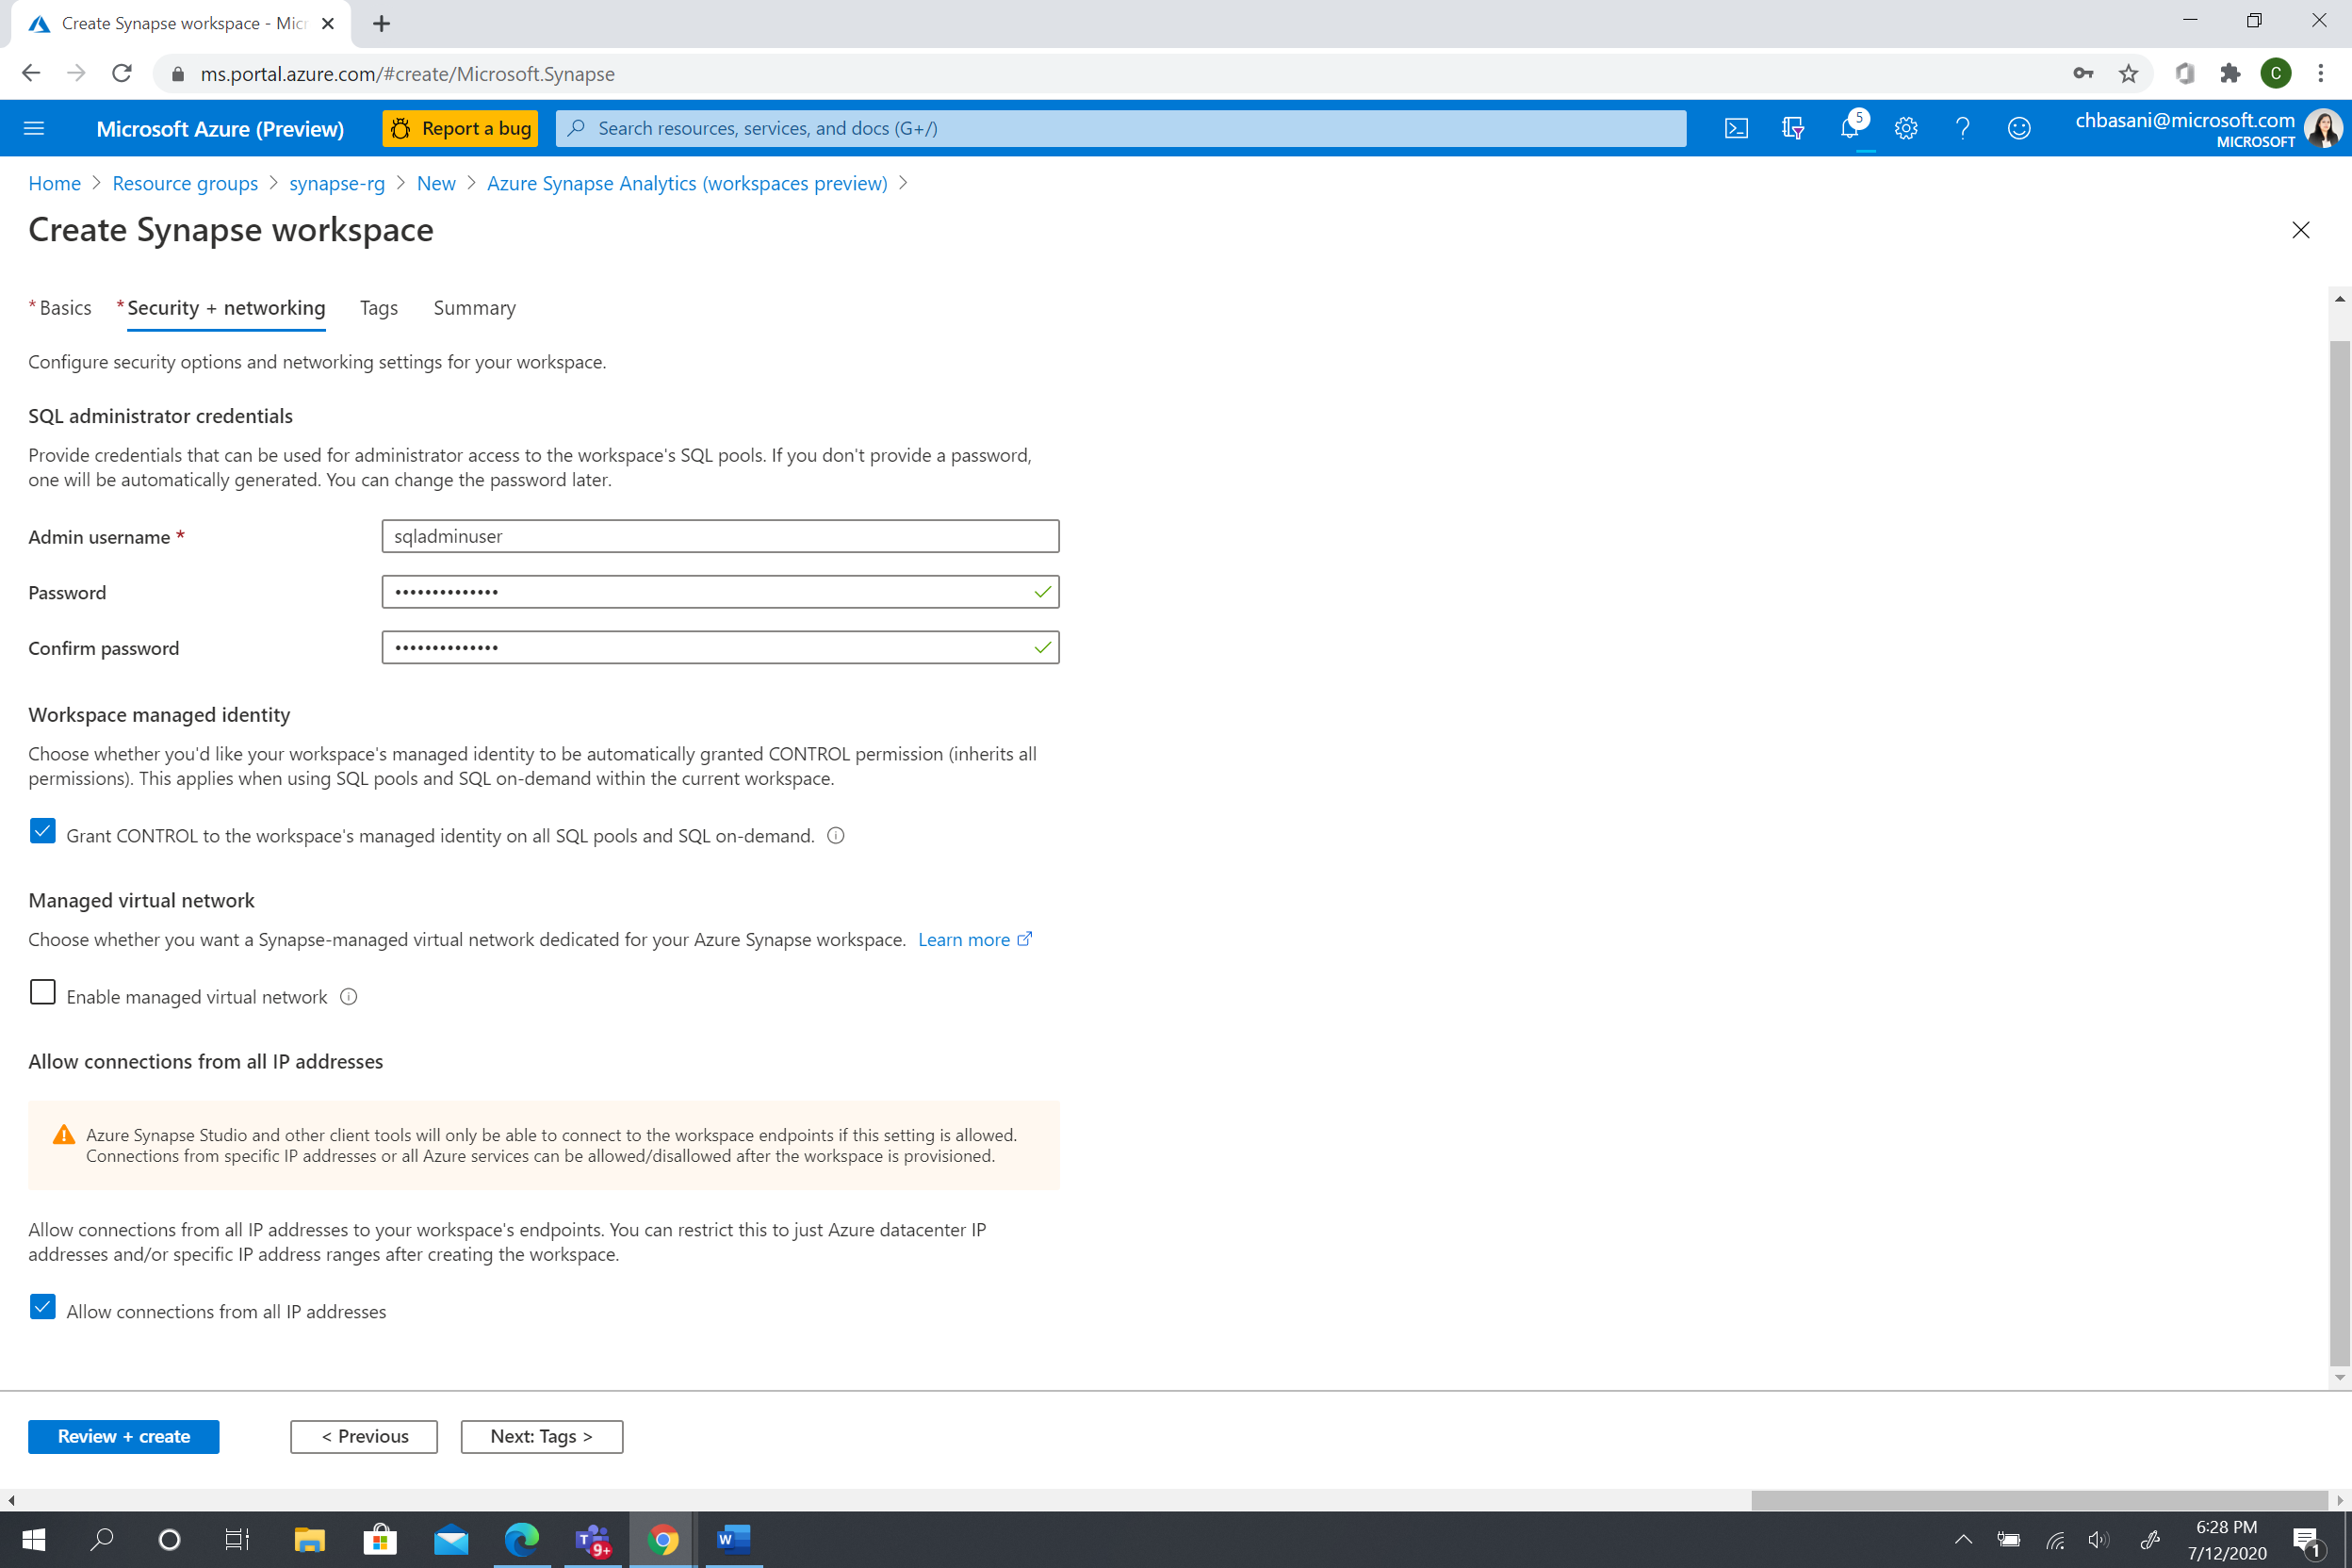 Create Synapse workspace - Micr
ms.portal.azure.com/#create/Microsoft.Synapse
C
Microsoft Azure (Preview)
Report a bug
Search resources, services, and docs (G+/)
5
chbasani@microsoft.com
MICROSOFT
Home > Resource groups > synapse-rg > New > Azure Synapse Analytics (workspaces preview) >
Create Synapse workspace
* Basics * Security + networking Tags Summary
Configure security options and networking settings for your workspace.
SQL administrator credentials
Provide credentials that can be used for administrator access to the workspace's SQL pools. If you don't provide a password,
one will be automatically generated. You can change the password later.
Admin username *
sqladminuser
Password
••••••••••••••
Confirm password
••••••••••••••
Workspace managed identity
Choose whether you'd like your workspace's managed identity to be automatically granted CONTROL permission (inherits all
permissions). This applies when using SQL pools and SQL on-demand within the current workspace.
Grant CONTROL to the workspace's managed identity on all SQL pools and SQL on-demand.
Managed virtual network
Choose whether you want a Synapse-managed virtual network dedicated for your Azure Synapse workspace. Learn more
Enable managed virtual network
Allow connections from all IP addresses
Azure Synapse Studio and other client tools will only be able to connect to the workspace endpoints if this setting is allowed.
Connections from specific IP addresses or all Azure services can be allowed/disallowed after the workspace is provisioned.
Allow connections from all IP addresses to your workspace's endpoints. You can restrict this to just Azure datacenter IP
addresses and/or specific IP address ranges after creating the workspace.
Allow connections from all IP addresses
Review + create
< Previous
Next: Tags >
T
9+
W
6:28 PM
7/12/2020
1